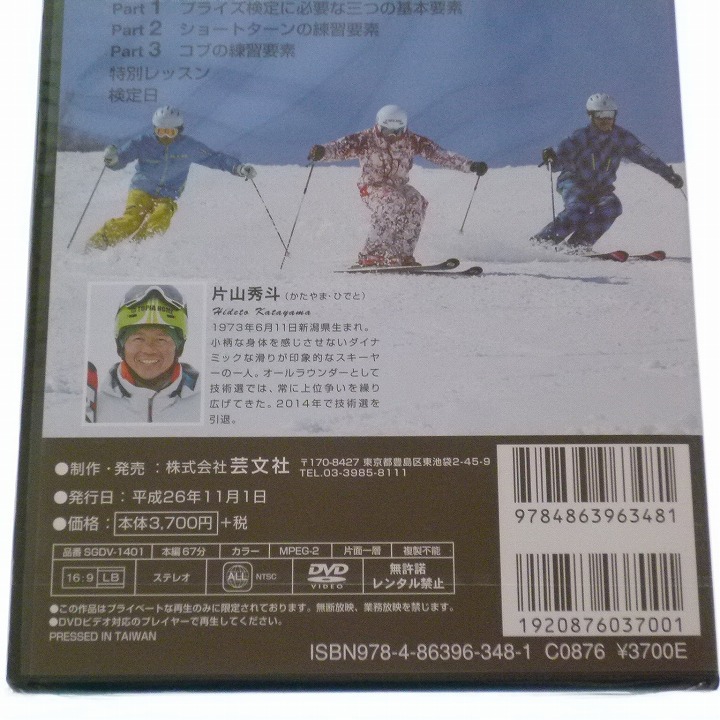 Part 1 プライズ検定に必要な三つの基本要素
Part 2 ショートターンの練習要素
Part 3 コブの練習要素
特別レッスン
検定日
片山秀斗（かたやま・ひでと）
Hideto Katayama
1973年6月11日新潟県生まれ。
小柄な身体を感じさせないダイナ
ミックな滑りが印象的なスキーヤ
ーの一人。オールラウンダーとして
技術選では、常に上位争いを繰り
広げてきた。2014年で技術選を
引退。
●制作・発売：株式会社芸文社 〒170-8427 東京都豊島区東池袋2-45-9
TEL.03-3985-8111
●発行日：平成26年11月1日
●価格：本体3,700円+税
品番 SGDV-1401 本編 67分 カラー MPEG-2 片面一層 複製不能
16:9 LB ステレオ ALL NTSC DVD VIDEO 無許諾
レンタル禁止
●この作品はプライベートな再生のみに限定されております。無断放映、業務放映を禁じます。
●DVDビデオ対応のプレイヤーで再生してください。
PRESSED IN TAIWAN
9784863963481
1920876037001
ISBN978-4-86396-348-1 C0876 ¥3700E